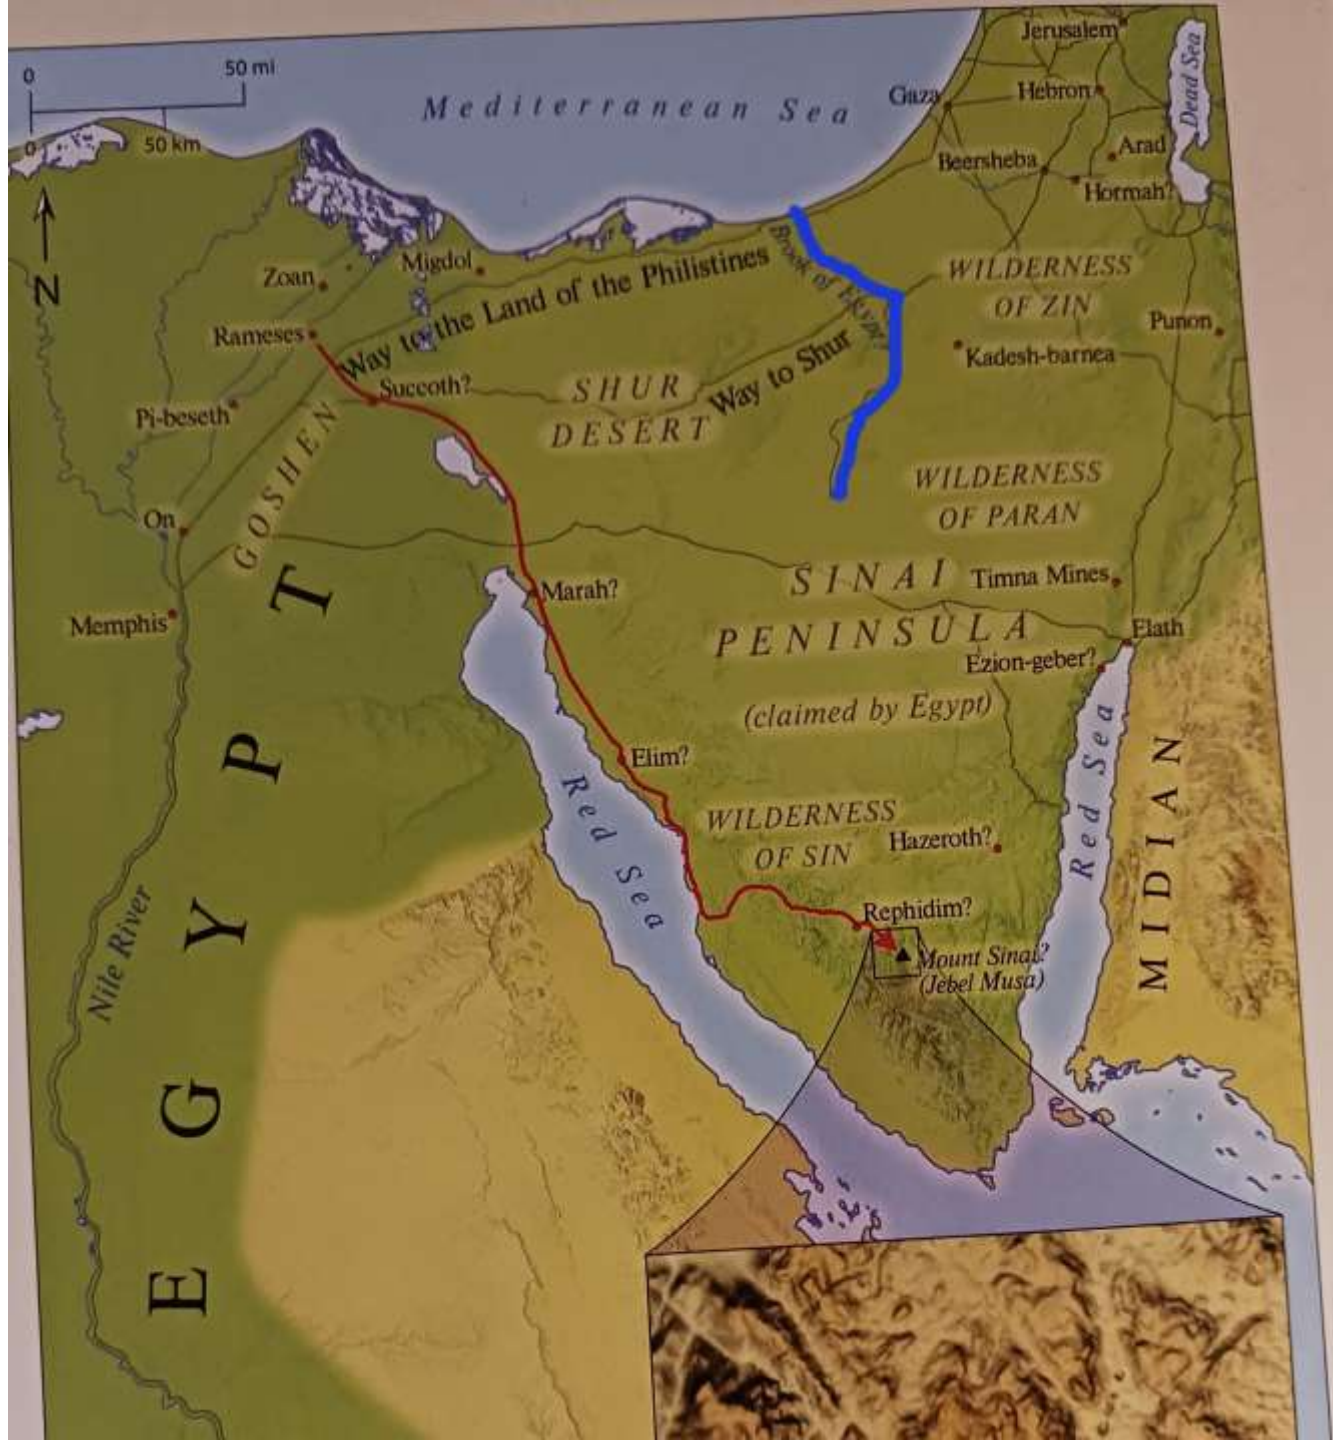 Jerusalem
Dead Sea
0
50 mi
Mediterranean Sea
Gaza
Hebron
0
50 km
Arad
Beersheba
Hormah?
N
Zoan
Migdol
Brook of Egypt
WILDERNESS
OF ZIN
Way to the Land of the Philistines
Rameses
Punon
Kadesh-barnea
Way to Shur
Succoth?
SHUR
DESERT
Pi-beseth
GOSHEN
WILDERNESS
OF PARAN
On
SINAI
PENINSULA
(claimed by Egypt)
Timna Mines
Marah?
Memphis
Elath
Ezion-geber?
EGYPT
Red Sea
MIDIAN
Elim?
Red Sea
WILDERNESS
OF SIN
Hazeroth?
Nile River
Rephidim?
Mount Sinai?
(Jebel Musa)